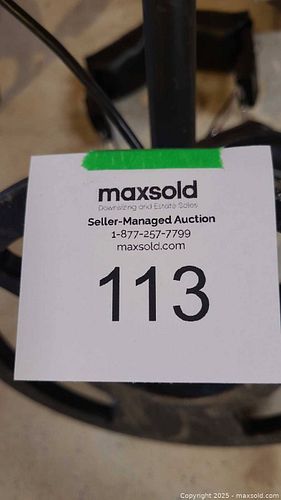 maxsold
Downsizing and Estate Sales
Seller-Managed Auction
1-877-257-7799
maxsold.com
113
Copyright © 2025 - maxsold.com